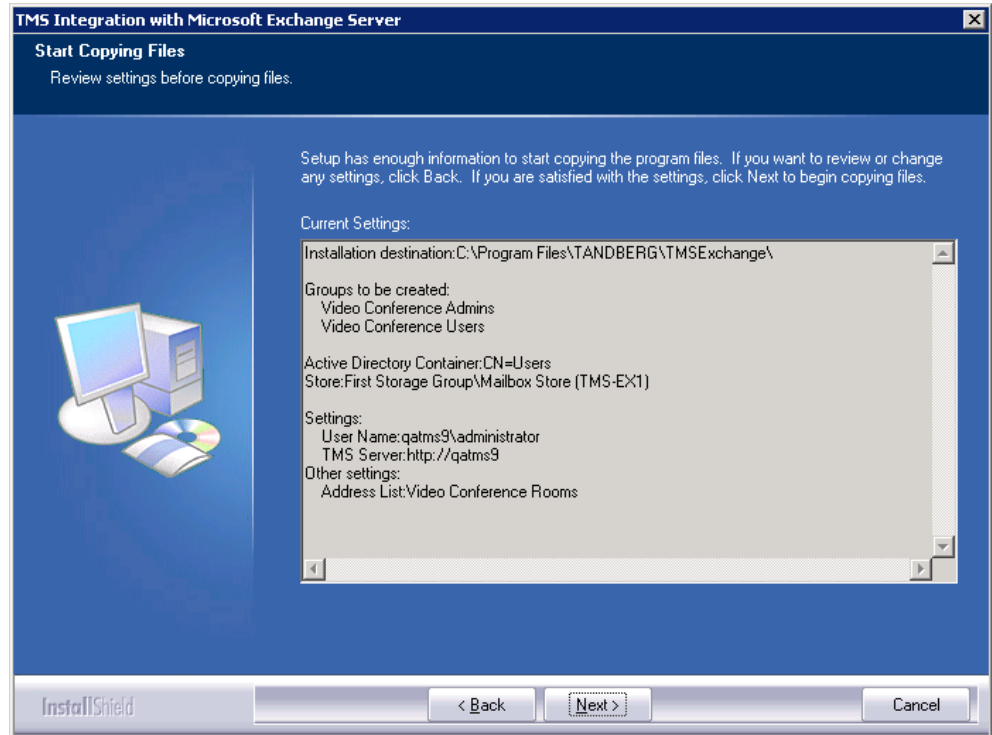 TMS Integration with Microsoft Exchange Server
Start Copying Files
Review settings before copying files.
Setup has enough information to start copying the program files. If you want to review or change
any settings, click Back. If you are satisfied with the settings, click Next to begin copying files.
Current Settings:
Installation destination:C:\Program Files\TANDBERG\TMSExchange\
Groups to be created:
Video Conference Admins
Video Conference Users
Active Directory Container:CN=Users
Store:First Storage Group\Mailbox Store (TMS-EX1)
Settings:
User Name:qatms9\administrator
TMS Server:http://qatms9
Other settings:
Address List:Video Conference Rooms
InstallShield
< Back
Next >
Cancel